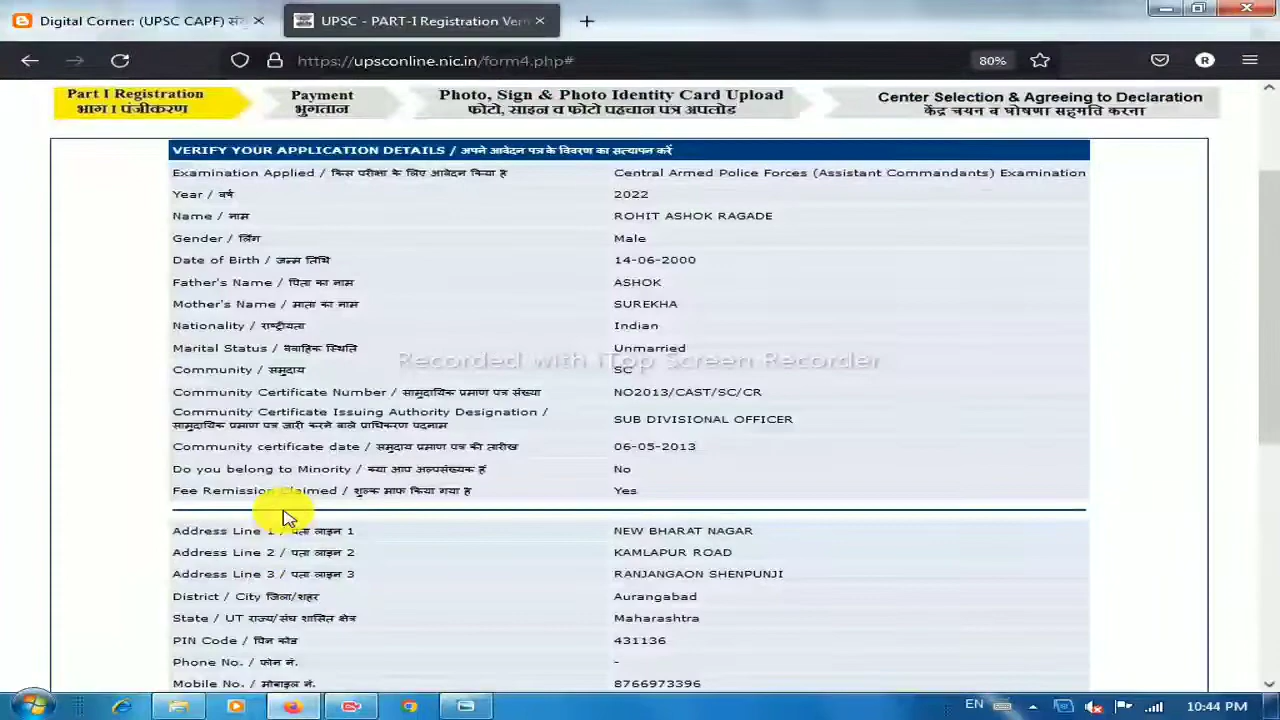 Digital Corner: (UPSC CAPF) सं
UPSC - PART-I Registration Veri
https://upsconline.nic.in/form4.php#
80%
R
Part I Registration
भाग I पंजीकरण
Payment
भुगतान
Photo, Sign & Photo Identity Card Upload
फोटो, साइन व फोटो पहचान पत्र अपलोड
Center Selection & Agreeing to Declaration
केंद्र चयन व घोषणा सहमति करना
VERIFY YOUR APPLICATION DETAILS / अपने आवेदन पत्र के विवरण का सत्यापन करें
Examination Applied / किस परीक्षा के लिए आवेदन किया है Central Armed Police Forces (Assistant Commandants) Examination
Year / वर्ष 2022
Name / नाम ROHIT ASHOK RAGADE
Gender / लिंग Male
Date of Birth / जन्म तिथि 14-06-2000
Father's Name / पिता का नाम ASHOK
Mother's Name / माता का नाम SUREKHA
Nationality / राष्ट्रीयता Indian
Marital Status / वैवाहिक स्थिति Unmarried
Recorded with iTop Screen Recorder
Community / समुदाय SC
Community Certificate Number / सामुदायिक प्रमाण पत्र संख्या NO2013/CAST/SC/CR
Community Certificate Issuing Authority Designation /
सामुदायिक प्रमाण पत्र जारी करने वाले प्राधिकरण पदनाम SUB DIVISIONAL OFFICER
Community certificate date / समुदाय प्रमाण पत्र की तारीख 06-05-2013
Do you belong to Minority / क्या आप अल्पसंख्यक हैं No
Fee Remission Claimed / शुल्क माफ किया गया है Yes
Address Line 1 / पता लाइन 1 NEW BHARAT NAGAR
Address Line 2 / पता लाइन 2 KAMLAPUR ROAD
Address Line 3 / पता लाइन 3 RANJANGAON SHENPUNJI
District / City जिला/शहर Aurangabad
State / UT राज्य/संघ शासित क्षेत्र Maharashtra
PIN Code / पिन कोड 431136
Phone No. / फोन नं. -
Mobile No. / मोबाइल नं. 8766973396
EN
10:44 PM